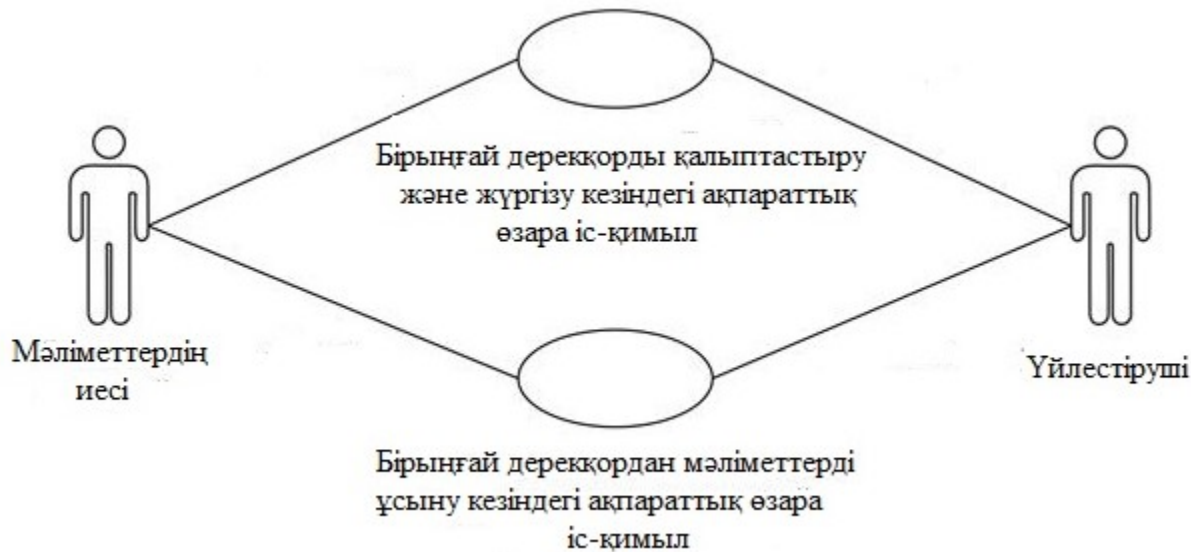 Бірыңғай дерекқорды қалыптастыру
және жүргізу кезіндегі ақпараттық
өзара іс-қимыл
Мәліметтердің
иесі
Үйлестіруші
Бірыңғай дерекқордан мәліметтерді
ұсыну кезіндегі ақпараттық өзара
іс-қимыл